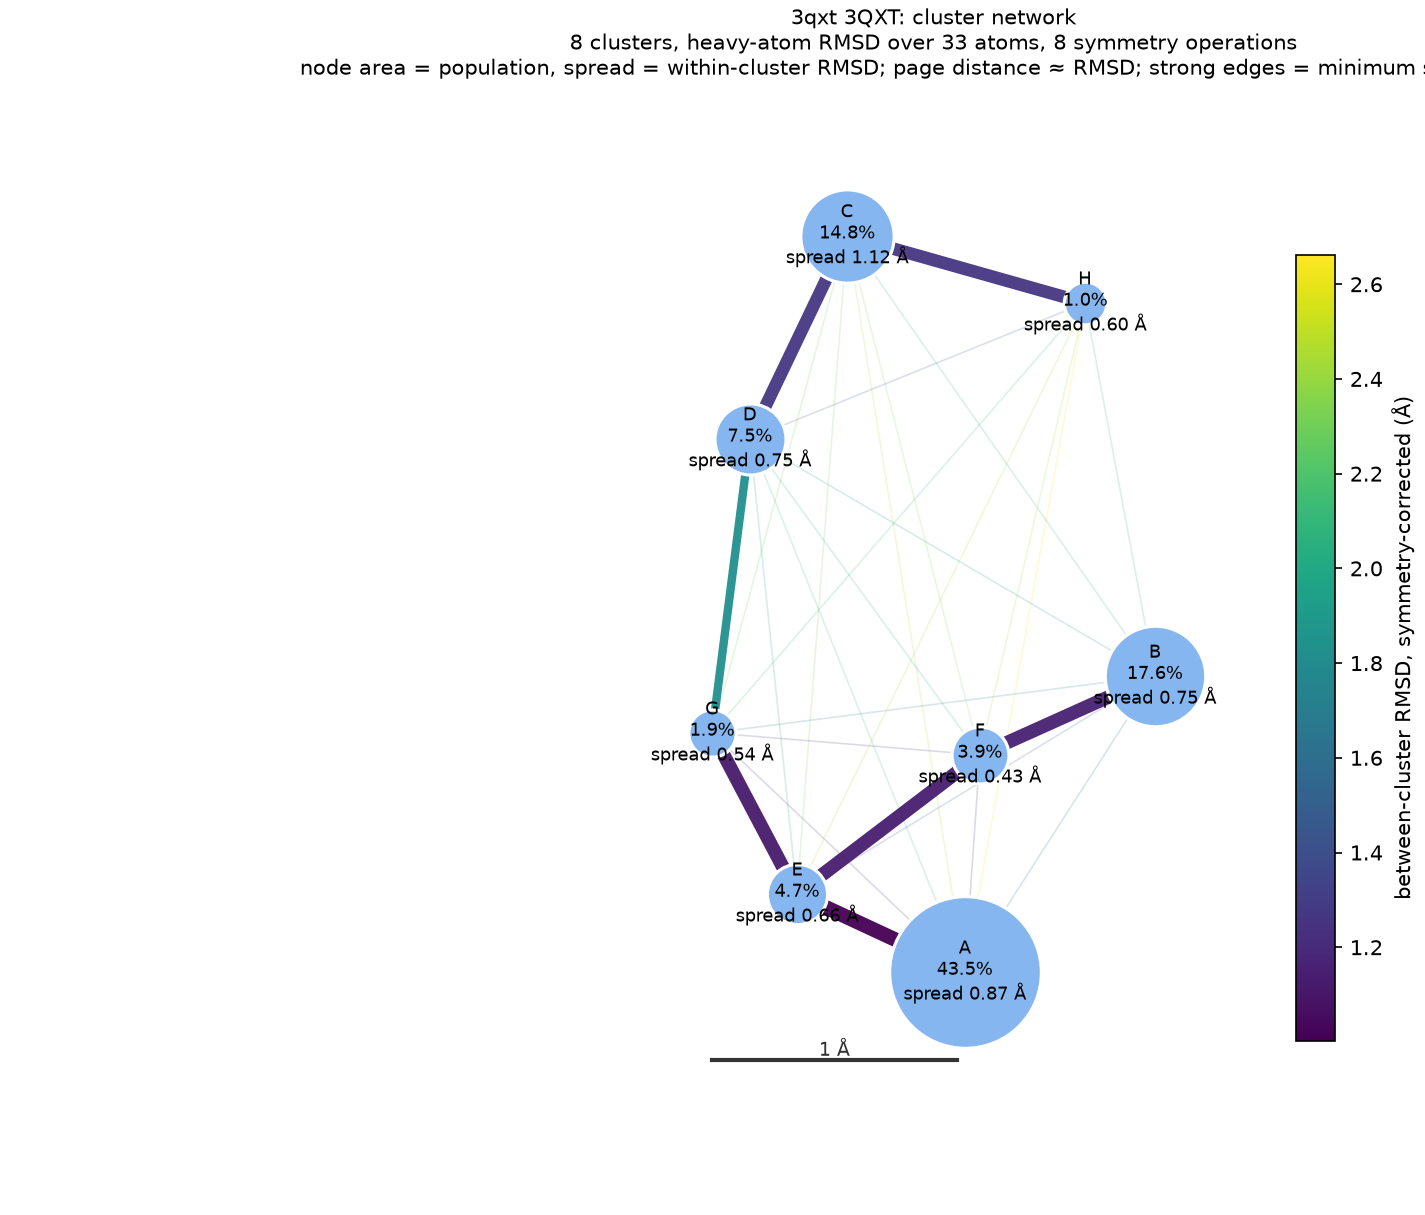 3qxt 3QXT: cluster network
8 clusters, heavy-atom RMSD over 33 atoms, 8 symmetry operations
node area = population, spread = within-cluster RMSD; page distance ≈ RMSD; strong edges = minimum
C
14.8%
spread 1.12 Å
H
1.0%
spread 0.60 Å
D
7.5%
spread 0.75 Å
B
17.6%
spread 0.75 Å
G
1.9%
spread 0.54 Å
F
3.9%
spread 0.43 Å
E
4.7%
spread 0.66 Å
A
43.5%
spread 0.87 Å
1 Å
2.6
2.4
2.2
2.0
1.8
1.6
1.4
1.2
between-cluster RMSD, symmetry-corrected (Å)